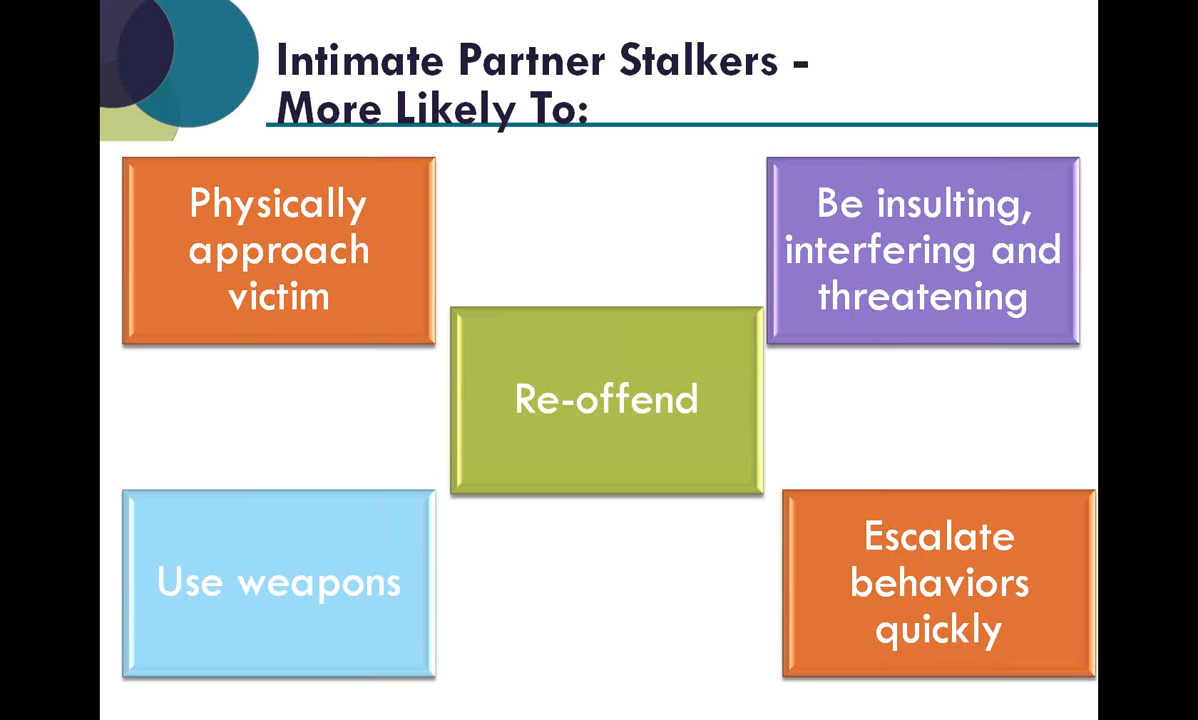 Intimate Partner Stalkers -
More Likely To:
Physically
approach
victim
Be insulting,
interfering and
threatening
Re-offend
Use weapons
Escalate
behaviors
quickly